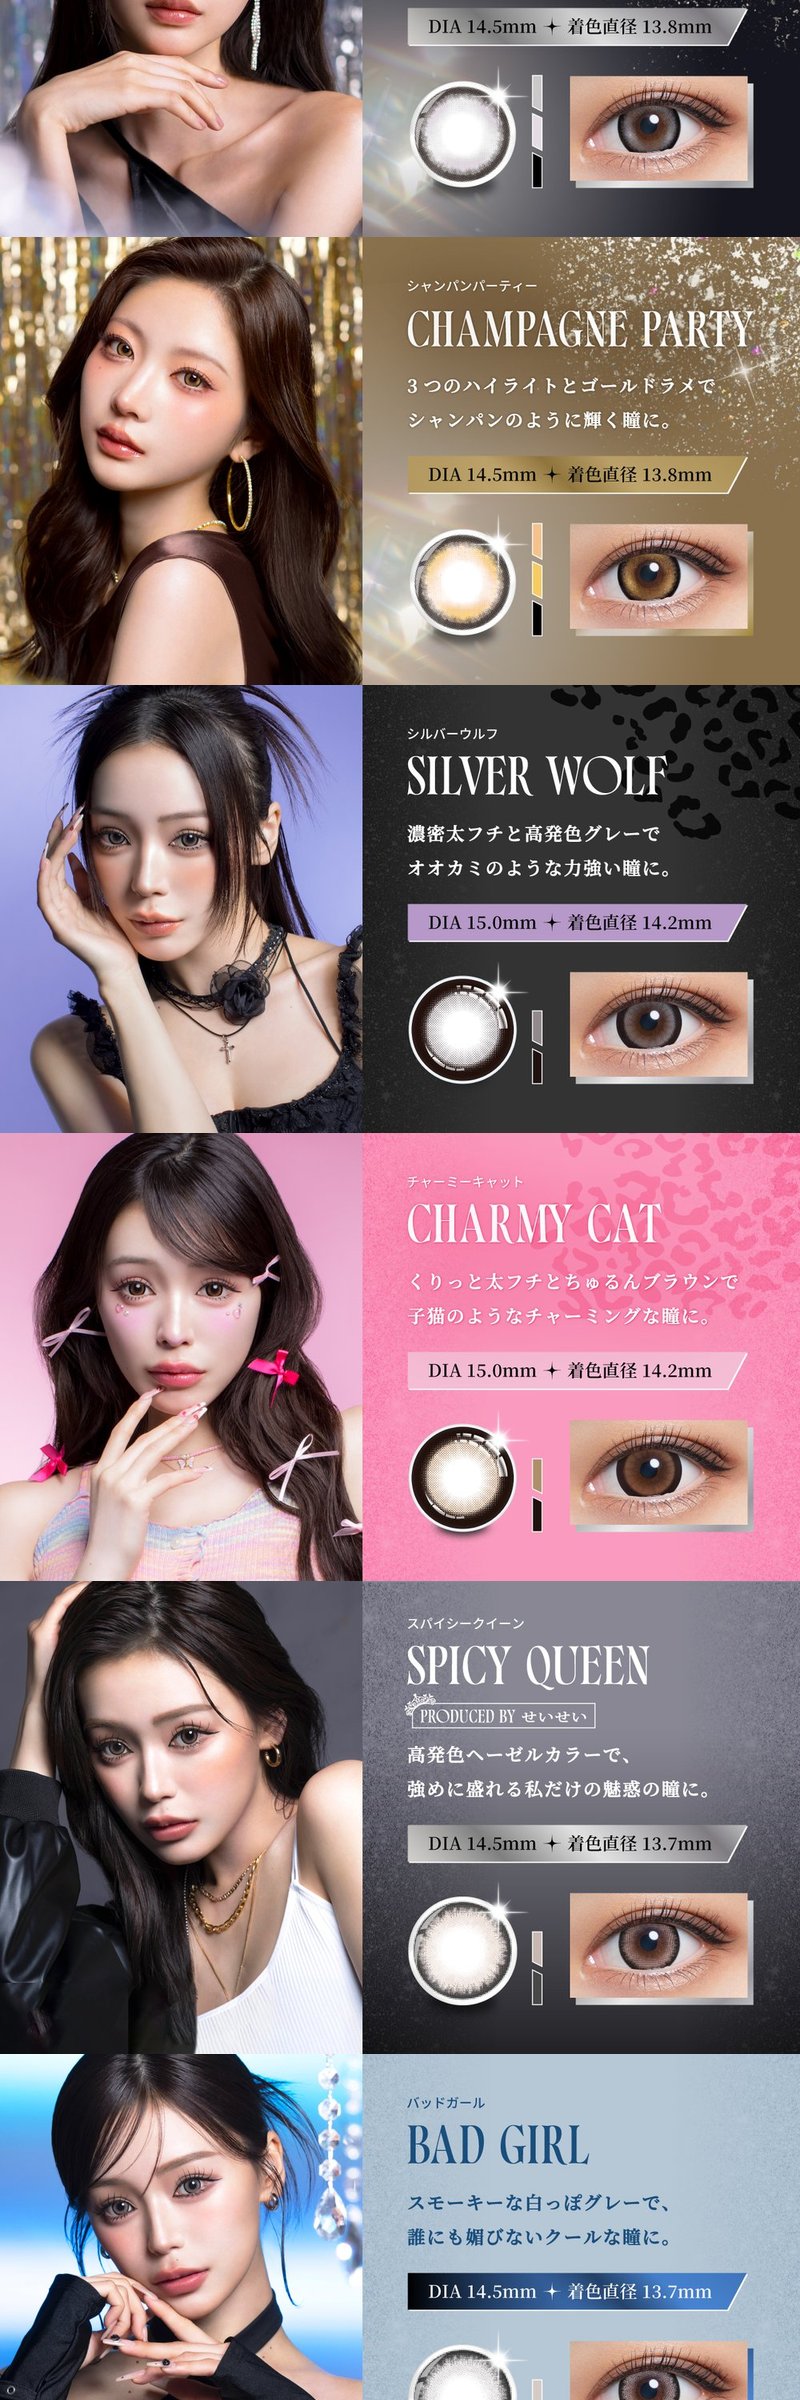 DIA 14.5mm 着色直径 13.8mm
シャンパンパーティー
CHAMPAGNE PARTY
3つのハイライトとゴールドラメで
シャンパンのように輝く瞳に。
DIA 14.5mm 着色直径 13.8mm
シルバーウルフ
SILVER WOLF
濃密太フチと高発色グレーで
オオカミのような力強い瞳に。
DIA 15.0mm 着色直径 14.2mm
チャーミーキャット
CHARMY CAT
くりっと太フチとちゅるんブラウンで
子猫のようなチャーミングな瞳に。
DIA 15.0mm 着色直径 14.2mm
スパイシークイーン
SPICY QUEEN
PRODUCED BY せいせい
高発色ヘーゼルカラーで、
強めに盛れる私だけの魅惑の瞳に。
DIA 14.5mm 着色直径 13.7mm
バッドガール
BAD GIRL
スモーキーな白っぽグレーで、
誰にも媚びないクールな瞳に。
DIA 14.5mm 着色直径 13.7mm